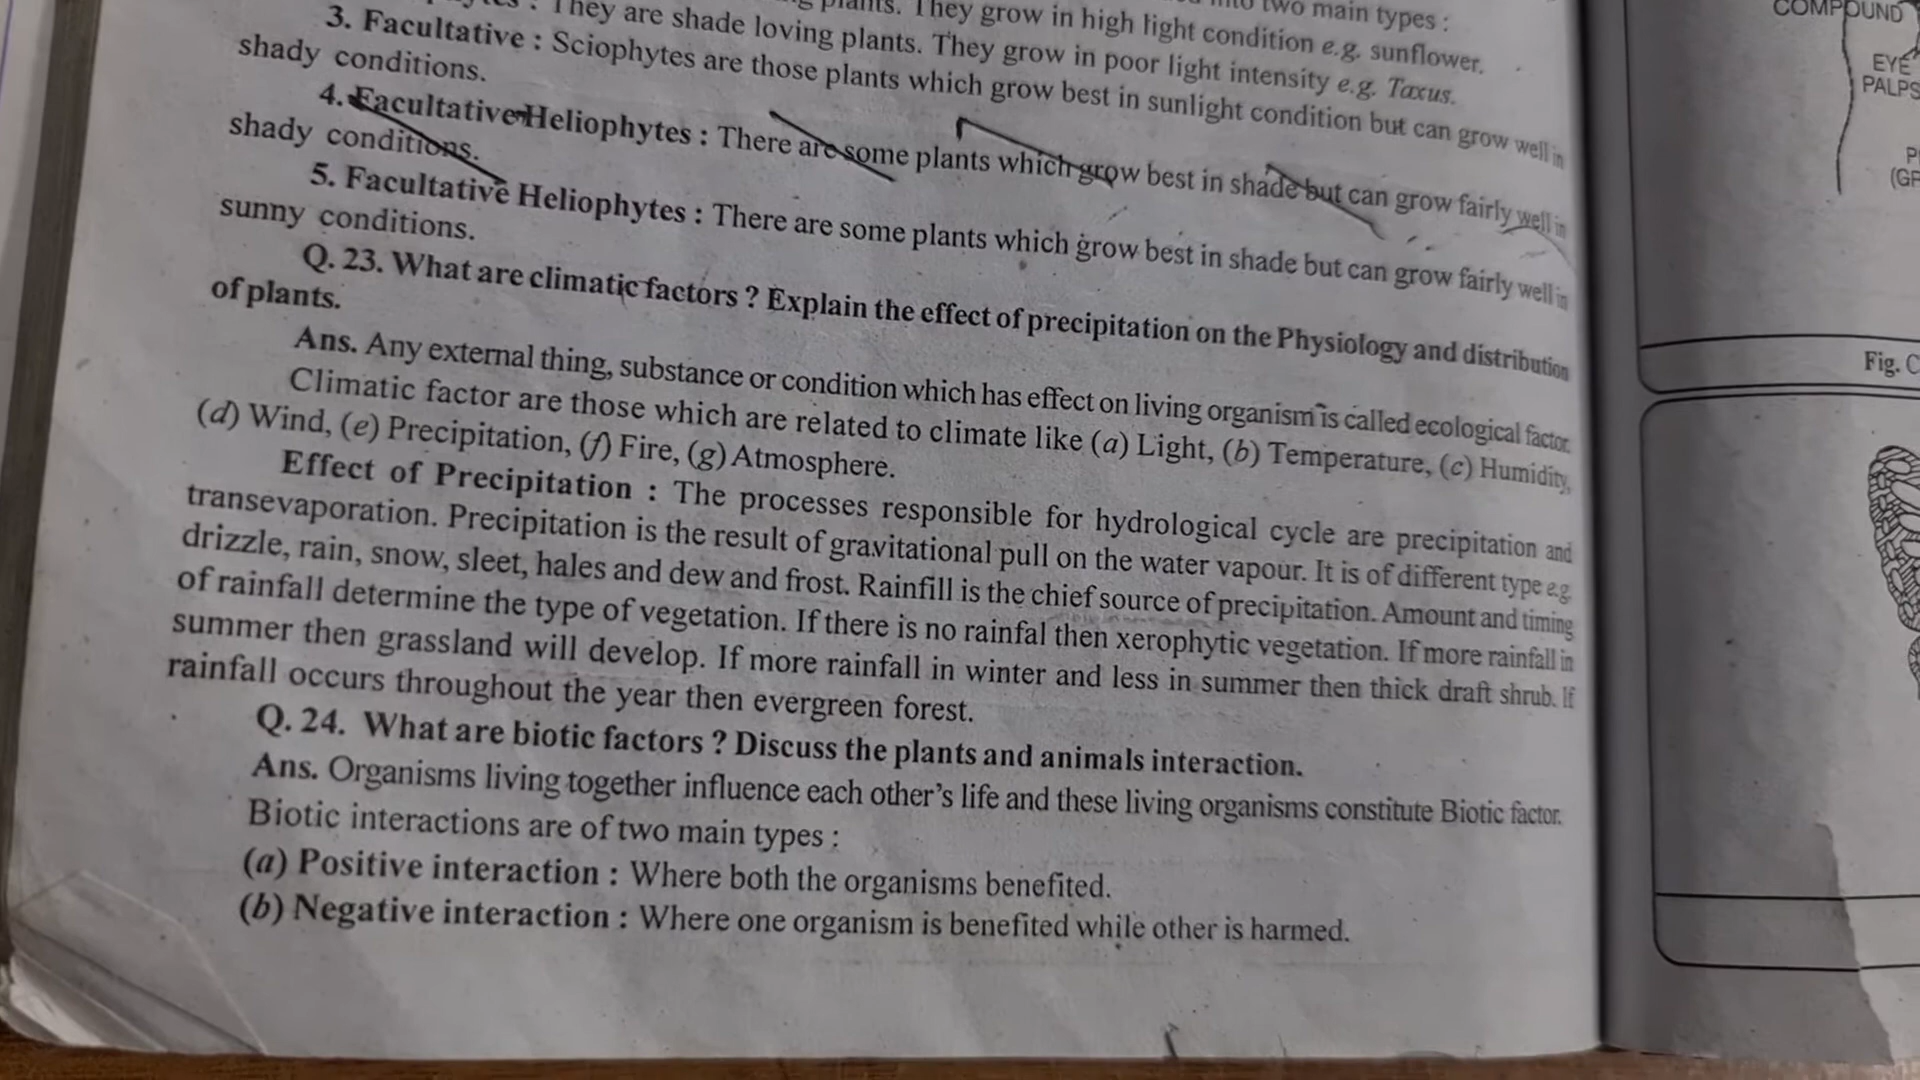 into two main types :
plants. They grow in high light condition e.g. sunflower.
They are shade loving plants. They grow in poor light intensity e.g. Taxus.
3. Facultative : Sciophytes are those plants which grow best in sunlight condition but can grow well in
shady conditions.
4. Facultative Heliophytes : There are some plants which grow best in shade but can grow fairly well in
shady conditions.
5. Facultative Heliophytes : There are some plants which grow best in shade but can grow fairly well in
sunny conditions.
Q. 23. What are climatic factors ? Explain the effect of precipitation on the Physiology and distribution
of plants.
Ans. Any external thing, substance or condition which has effect on living organism is called ecological factor.
Climatic factor are those which are related to climate like (a) Light, (b) Temperature, (c) Humidity,
(d) Wind, (e) Precipitation, (f) Fire, (g) Atmosphere.
Effect of Precipitation : The processes responsible for hydrological cycle are precipitation and
transevaporation. Precipitation is the result of gravitational pull on the water vapour. It is of different type e.g.
drizzle, rain, snow, sleet, hales and dew and frost. Rainfill is the chief source of precipitation. Amount and timing
of rainfall determine the type of vegetation. If there is no rainfal then xerophytic vegetation. If more rainfall in
summer then grassland will develop. If more rainfall in winter and less in summer then thick draft shrub. If
rainfall occurs throughout the year then evergreen forest.
Q. 24. What are biotic factors ? Discuss the plants and animals interaction.
Ans. Organisms living together influence each other's life and these living organisms constitute Biotic factor.
Biotic interactions are of two main types :
(a) Positive interaction : Where both the organisms benefited.
(b) Negative interaction : Where one organism is benefited while other is harmed.
COMPOUND
EYE
PALPS
Fig. C